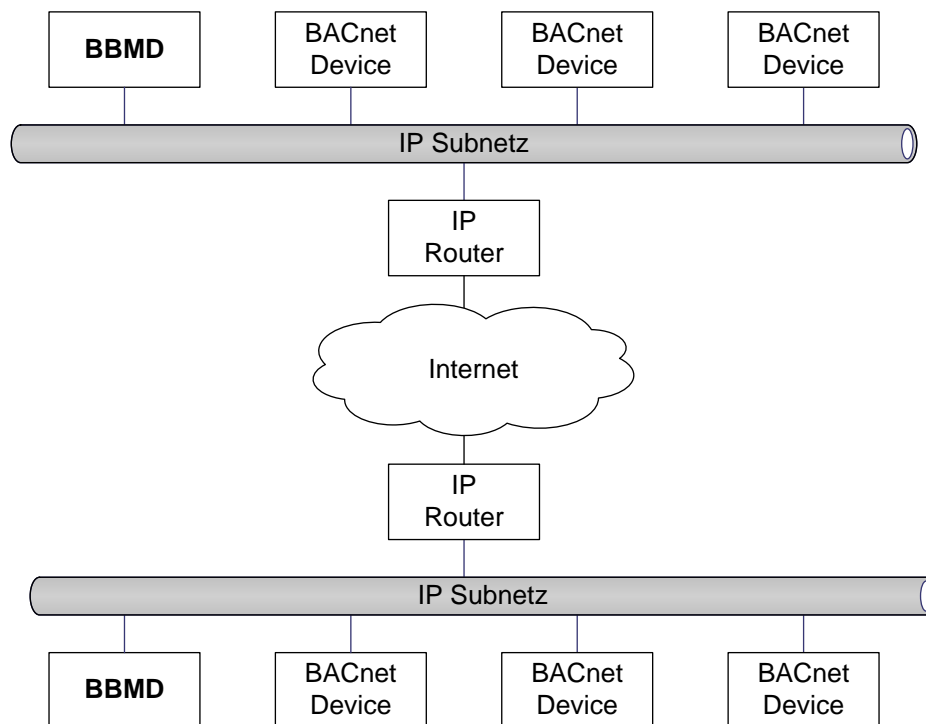 BBMD
BACnet
Device
BACnet
Device
BACnet
Device
IP Subnetz
IP
Router
Internet
IP
Router
IP Subnetz
BBMD
BACnet
Device
BACnet
Device
BACnet
Device